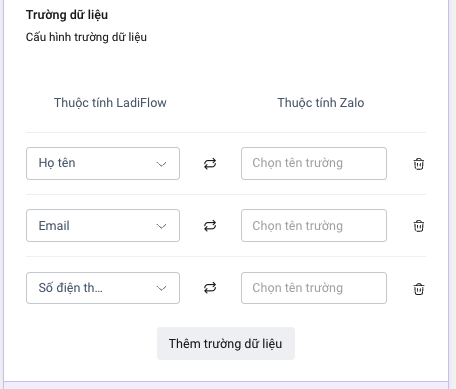 Trường dữ liệu
Cấu hình trường dữ liệu
Thuộc tính LadiFlow Thuộc tính Zalo
Họ tên Chọn tên trường
Email Chọn tên trường
Số điện th... Chọn tên trường
Thêm trường dữ liệu